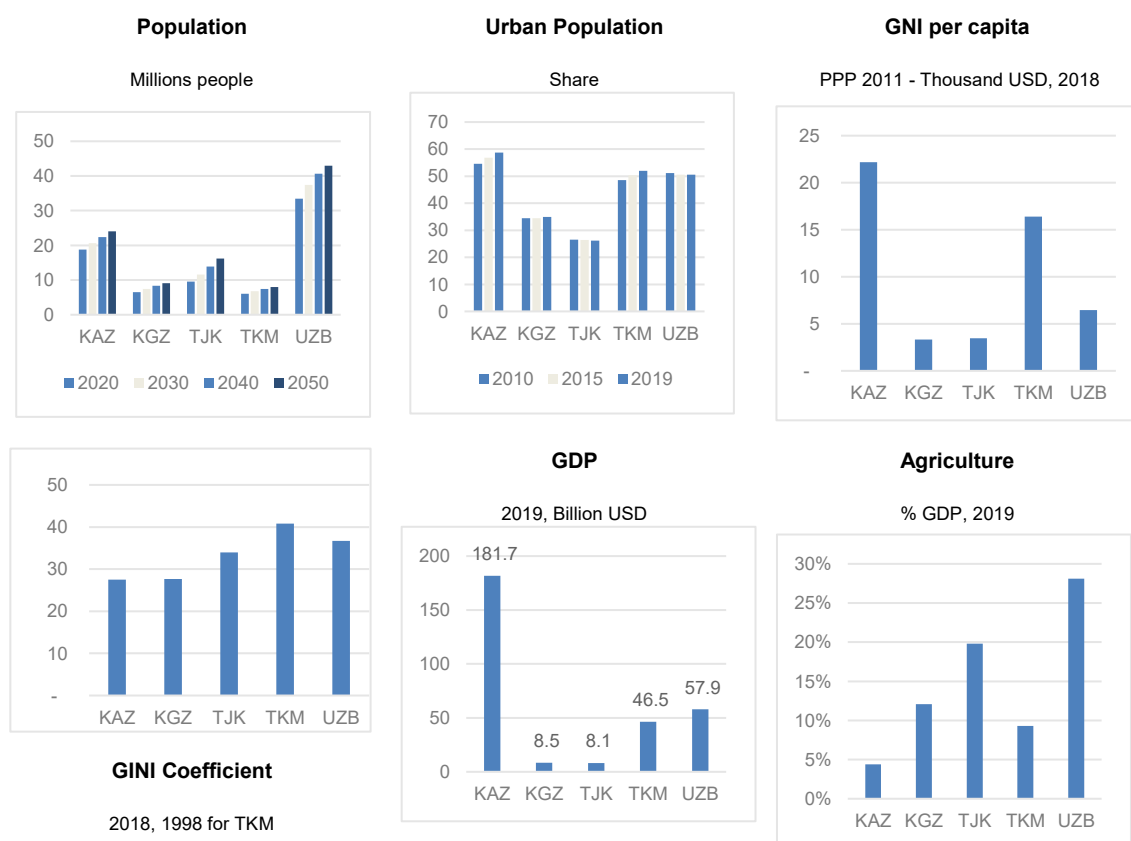 Population
Millions people
50
40
30
20
10
0
KAZ KGZ TJK TKM UZB
2020 2030 2040 2050
Urban Population
Share
70
60
50
40
30
20
10
0
KAZ KGZ TJK TKM UZB
2010 2015 2019
GNI per capita
PPP 2011 - Thousand USD, 2018
25
20
15
10
5
-
KAZ KGZ TJK TKM UZB
50
40
30
20
10
-
KAZ KGZ TJK TKM UZB
GINI Coefficient
2018, 1998 for TKM
GDP
2019, Billion USD
200
150
100
50
0
181.7
8.5
8.1
46.5
57.9
KAZ KGZ TJK TKM UZB
Agriculture
% GDP, 2019
30%
25%
20%
15%
10%
5%
0%
KAZ KGZ TJK TKM UZB